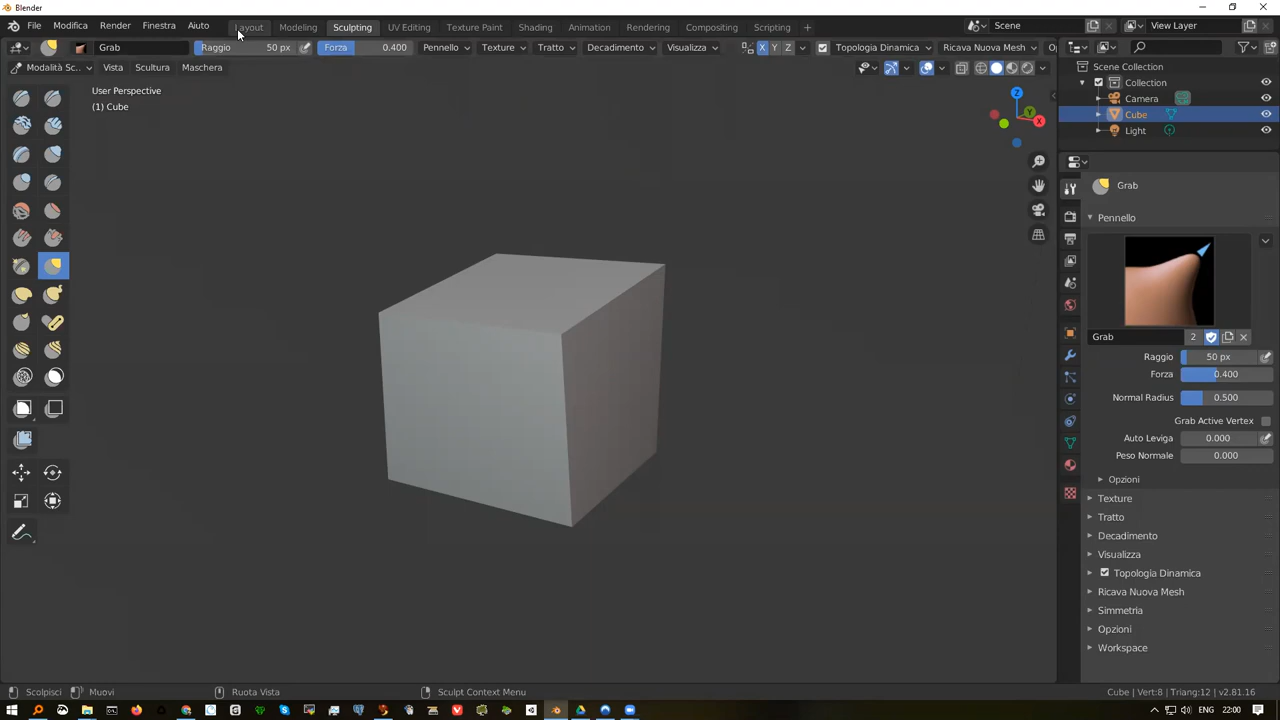 Blender
File Modifica Render Finestra Aiuto Layout Modeling Sculpting UV Editing Texture Paint Shading Animation Rendering Compositing Scripting + Scene View Layer
Grab Raggio 50 px Forza 0.400 Pennello Texture Tratto Decadimento Visualizza X Y Z Topologia Dinamica Ricava Nuova Mesh Op
Modalità Sc... Vista Scultura Maschera
User Perspective
(1) Cube
Z
Y
X
Scene Collection
Collection
Camera
Cube
Light
Grab
Pennello
Grab 2
Raggio 50 px
Forza 0.400
Normal Radius 0.500
Grab Active Vertex
Auto Leviga 0.000
Peso Normale 0.000
Opzioni
Texture
Tratto
Decadimento
Visualizza
Topologia Dinamica
Ricava Nuova Mesh
Simmetria
Opzioni
Workspace
Scolpisci Muovi Ruota Vista Sculpt Context Menu Cube | Vert:8 | Triang:12 | v2.81.16
ENG 22:00